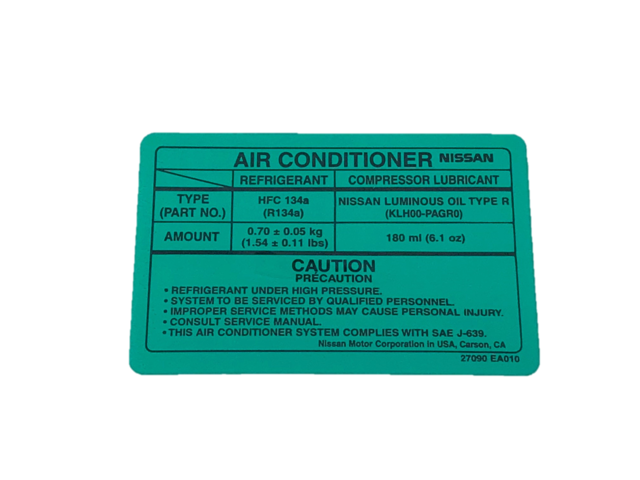 AIR CONDITIONER NISSAN
REFRIGERANT COMPRESSOR LUBRICANT
TYPE (PART NO.) HFC 134a (R134a) NISSAN LUMINOUS OIL TYPE R (KLH00-PAGR0)
AMOUNT 0.70 ± 0.05 kg (1.54 ± 0.11 lbs) 180 ml (6.1 oz)
CAUTION
PRÉCAUTION
• REFRIGERANT UNDER HIGH PRESSURE.
• SYSTEM TO BE SERVICED BY QUALIFIED PERSONNEL.
• IMPROPER SERVICE METHODS MAY CAUSE PERSONAL INJURY.
• CONSULT SERVICE MANUAL.
• THIS AIR CONDITIONER SYSTEM COMPLIES WITH SAE J-639.
Nissan Motor Corporation in USA, Carson, CA
27090 EA010